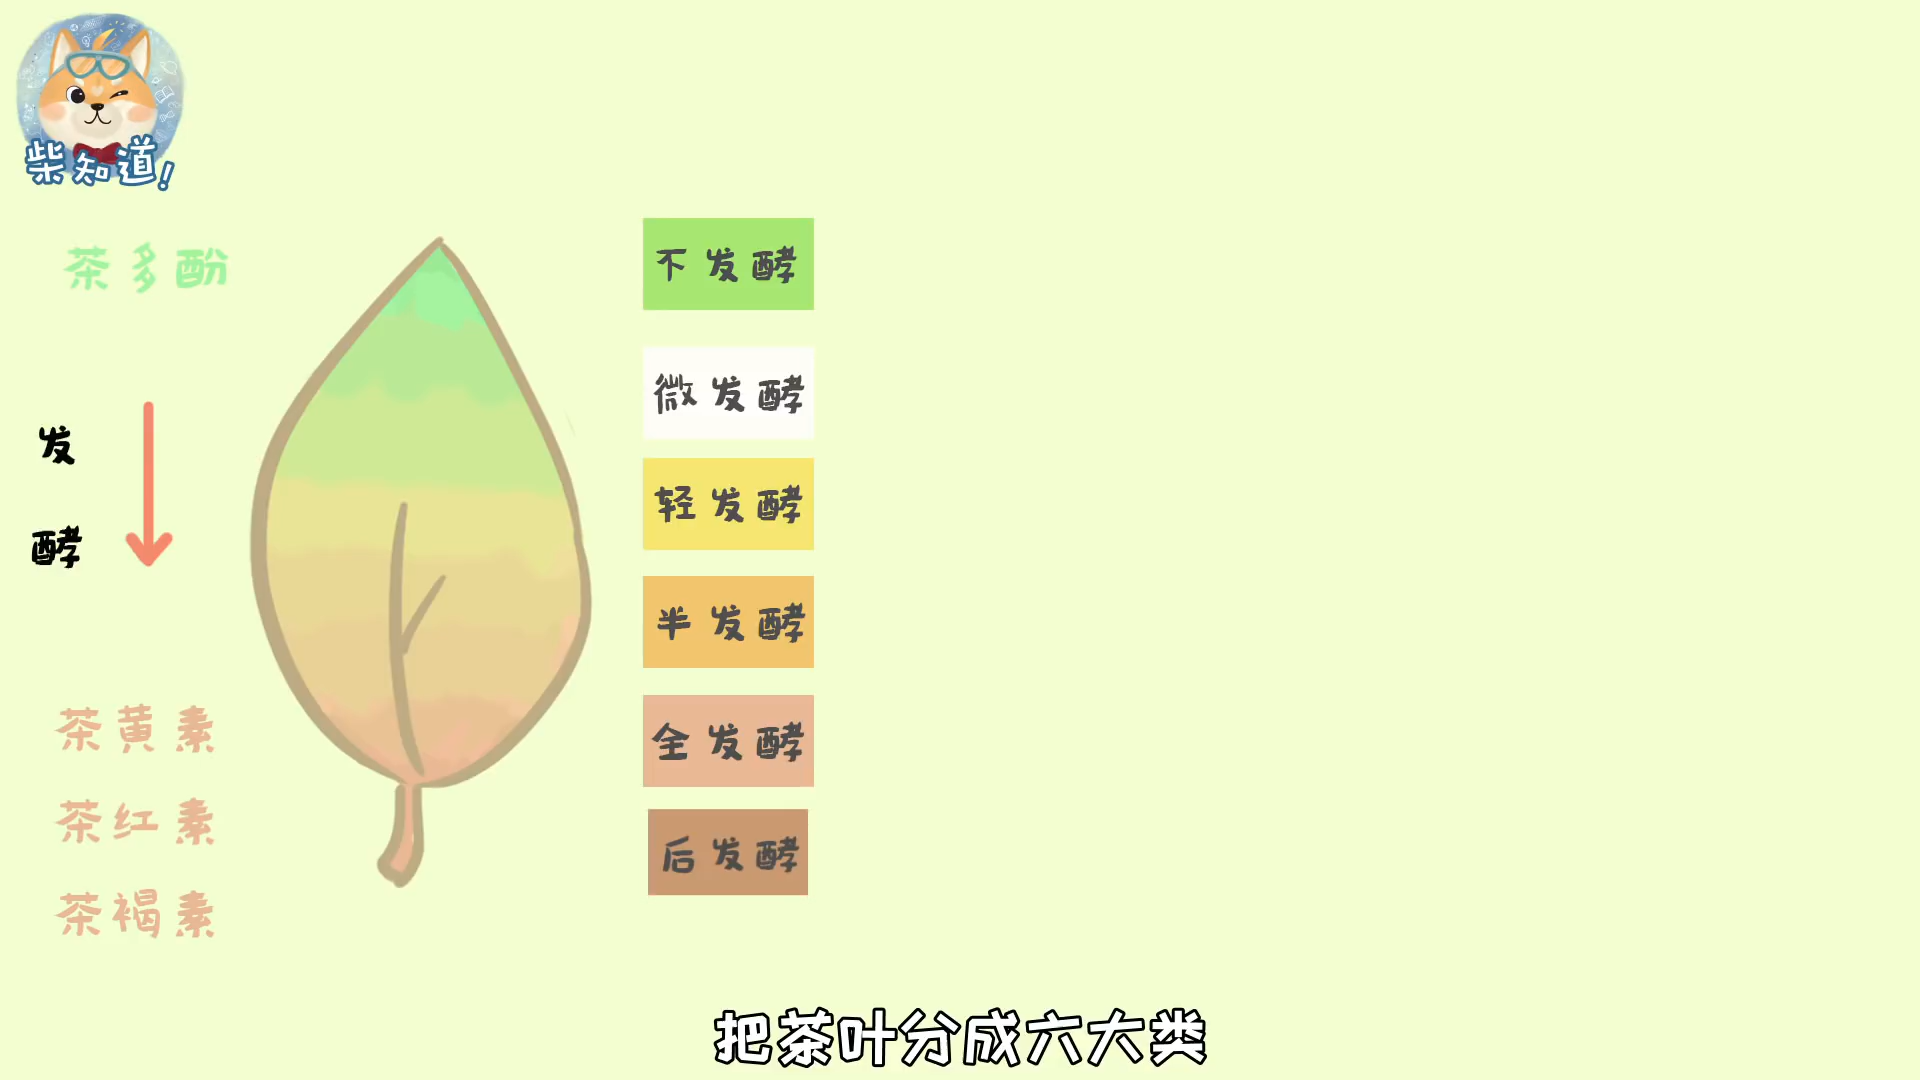 柴知道!
茶多酚
发酵
茶黄素
茶红素
茶褐素
不发酵
微发酵
轻发酵
半发酵
全发酵
后发酵
把茶叶分成六大类